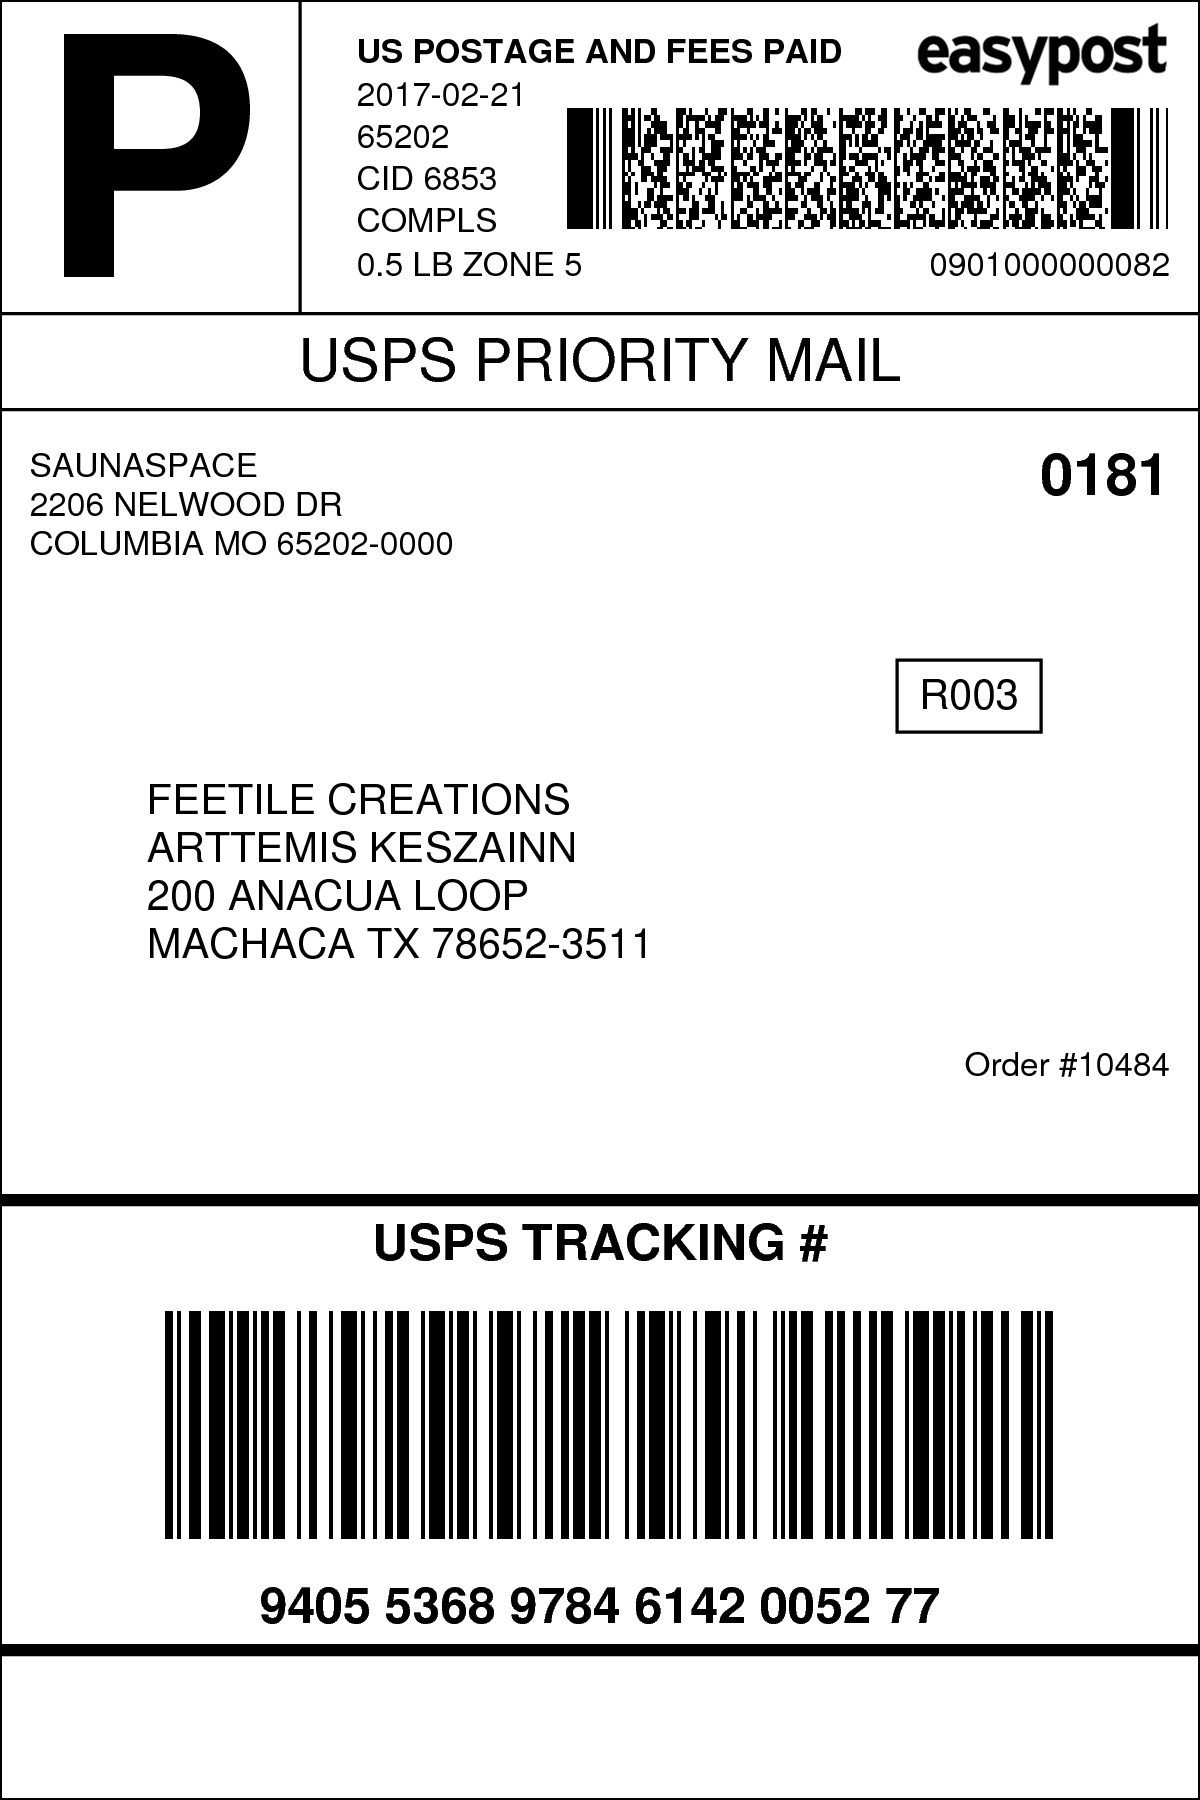 P
US POSTAGE AND FEES PAID
easypost
2017-02-21
65202
CID 6853
COMPLS
0.5 LB ZONE 5
0901000000082
USPS PRIORITY MAIL
SAUNASPACE
2206 NELWOOD DR
COLUMBIA MO 65202-0000
0181
R003
FEETILE CREATIONS
ARTTEMIS KESZAINN
200 ANACUA LOOP
MACHACA TX 78652-3511
Order #10484
USPS TRACKING #
9405 5368 9784 6142 0052 77